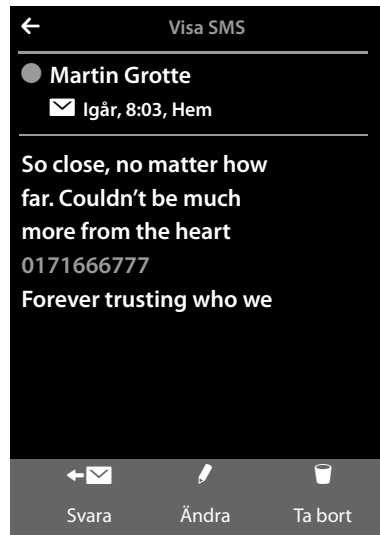 Visa SMS
Martin Grotte
Igår, 8:03, Hem
So close, no matter how
far. Couldn't be much
more from the heart
0171666777
Forever trusting who we
Svara Ändra Ta bort